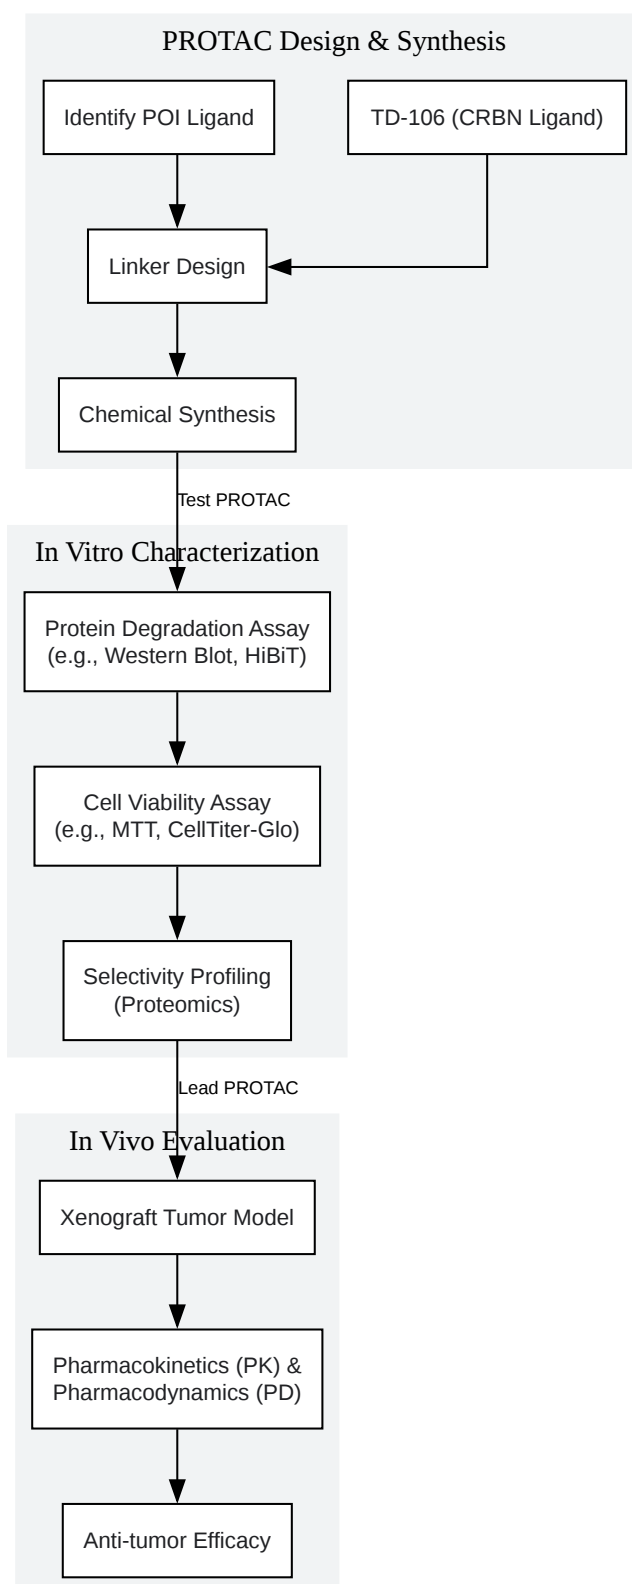 PROTAC Design & Synthesis
Identify POI Ligand
TD-106 (CRBN Ligand)
Linker Design
Chemical Synthesis
Test PROTAC
In Vitro Characterization
Protein Degradation Assay
(e.g., Western Blot, HiBiT)
Cell Viability Assay
(e.g., MTT, CellTiter-Glo)
Selectivity Profiling
(Proteomics)
Lead PROTAC
In Vivo Evaluation
Xenograft Tumor Model
Pharmacokinetics (PK) &
Pharmacodynamics (PD)
Anti-tumor Efficacy